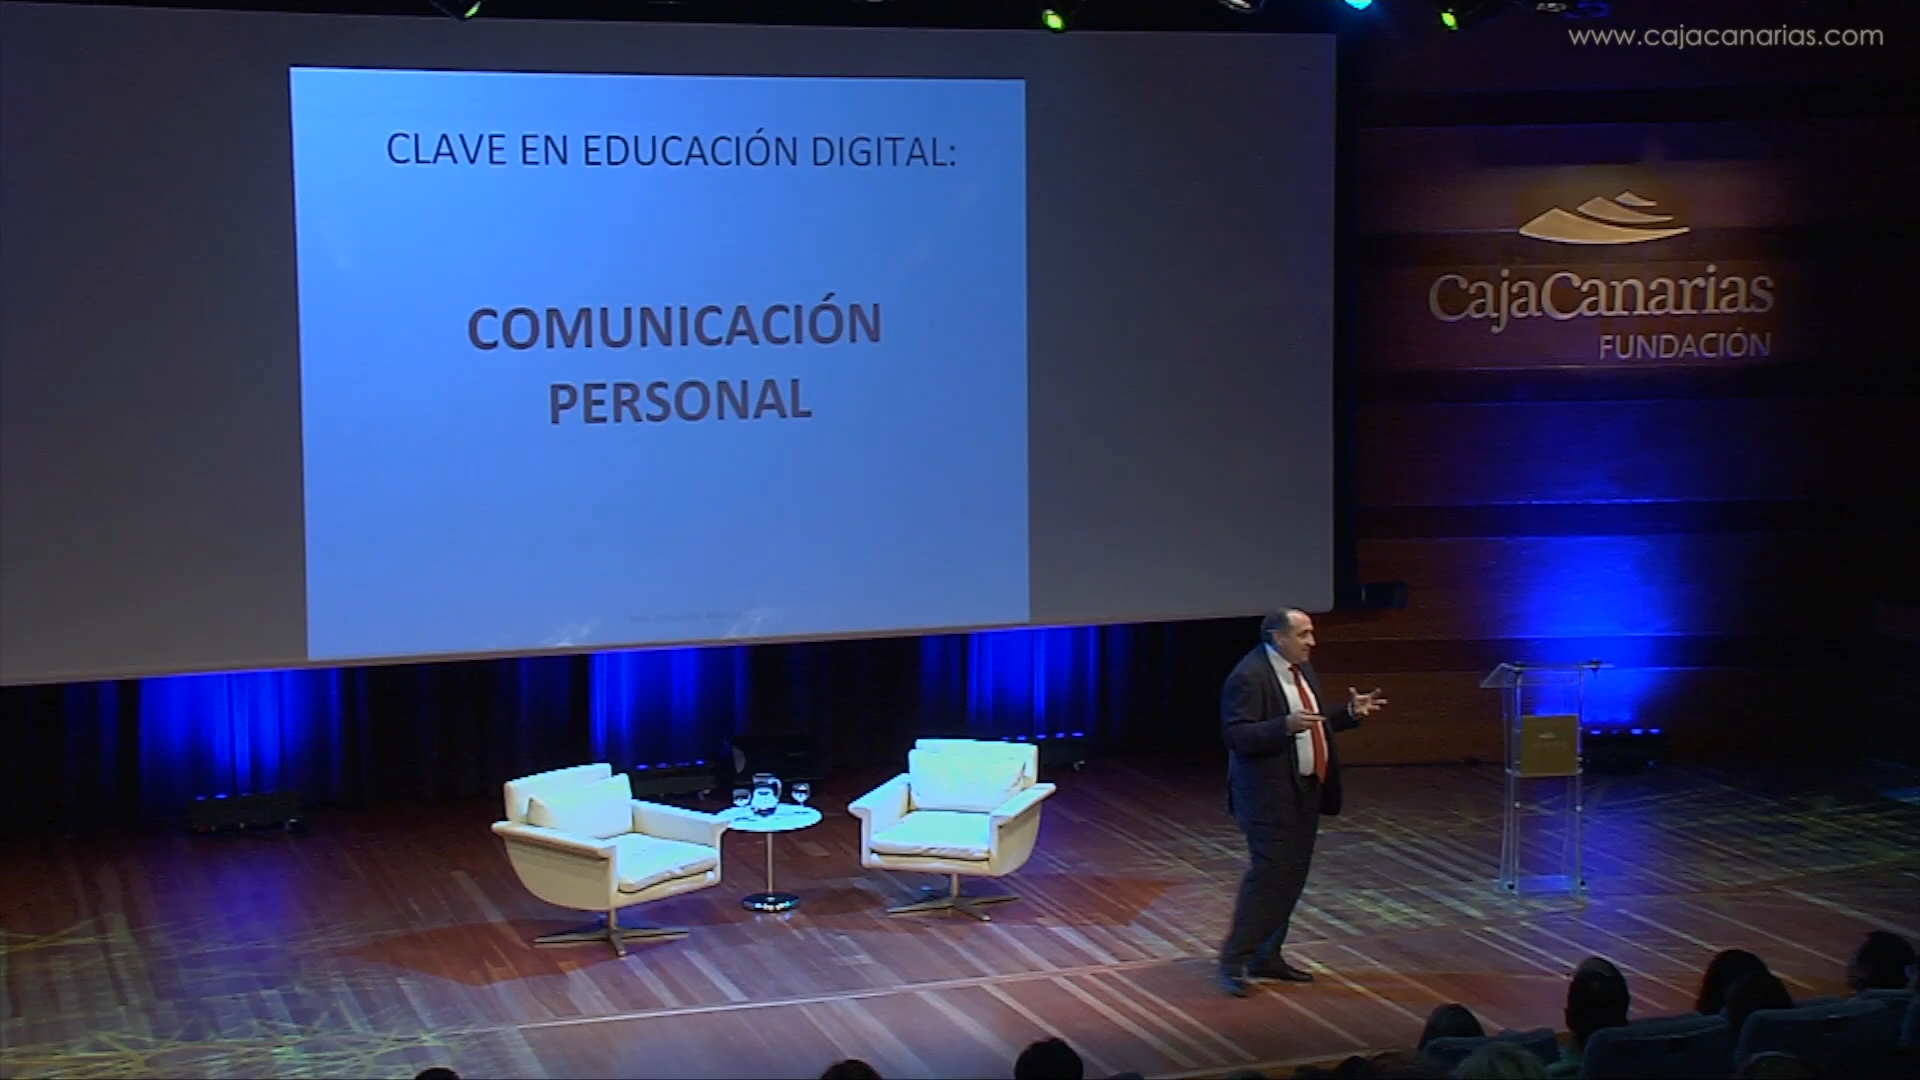 www.cajacanarias.com
CLAVE EN EDUCACIÓN DIGITAL:
COMUNICACIÓN
PERSONAL
CajaCanarias
FUNDACIÓN